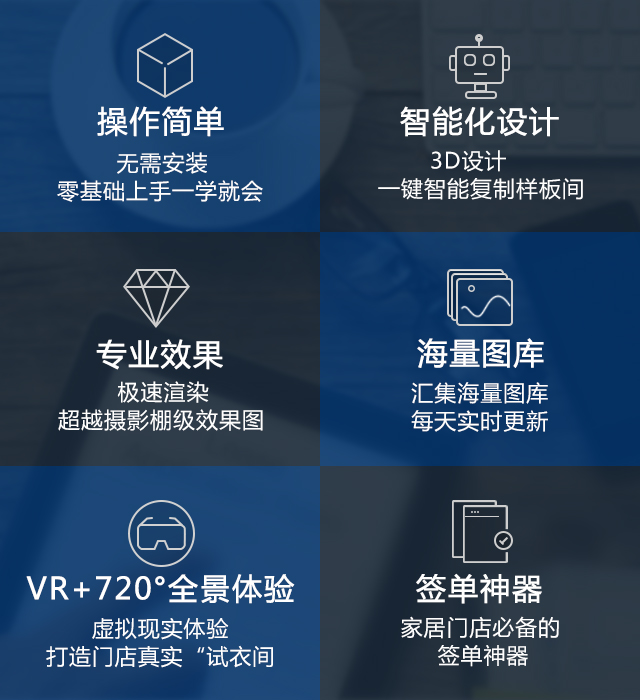 操作简单
无需安装
零基础上手一学就会
智能化设计
3D设计
一键智能复制样板间
专业效果
极速渲染
超越摄影棚级效果图
海量图库
汇集海量图库
每天实时更新
VR+720°全景体验
虚拟现实体验
打造门店真实“试衣间
签单神器
家居门店必备的
签单神器